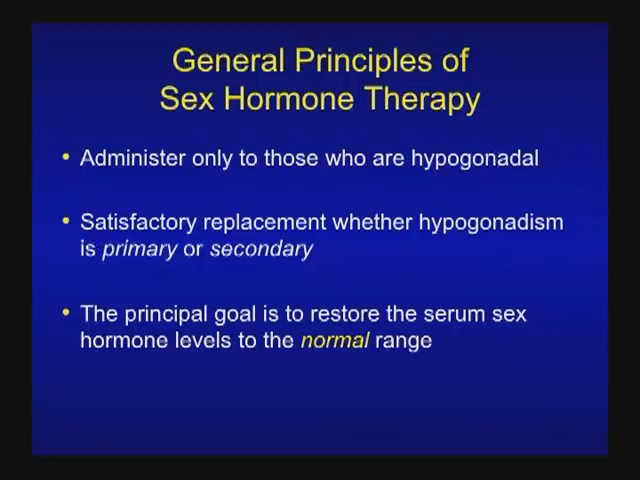 General Principles of
Sex Hormone Therapy
• Administer only to those who are hypogonadal
• Satisfactory replacement whether hypogonadism
is primary or secondary
• The principal goal is to restore the serum sex
hormone levels to the normal range